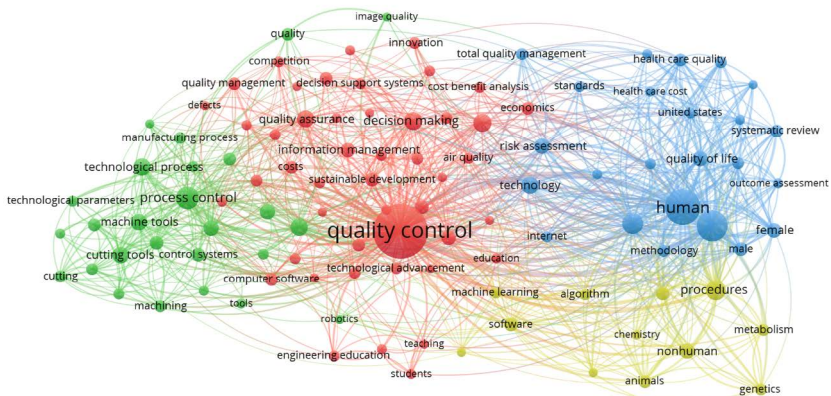 image quality
quality
innovation
total quality management
health care quality
competition
quality management
decision support systems
cost benefit analysis
standards
health care cost
defects
economics
united states
quality assurance
decision making
systematic review
manufacturing process
information management
risk assessment
air quality
quality of life
technological process
costs
sustainable development
technology
outcome assessment
technological parameters
process control
human
machine tools
quality control
female
internet
cutting tools
control systems
methodology
male
education
technological advancement
cutting
computer software
machine learning
algorithm
procedures
machining
tools
robotics
software
chemistry
metabolism
teaching
engineering education
nonhuman
students
animals
genetics